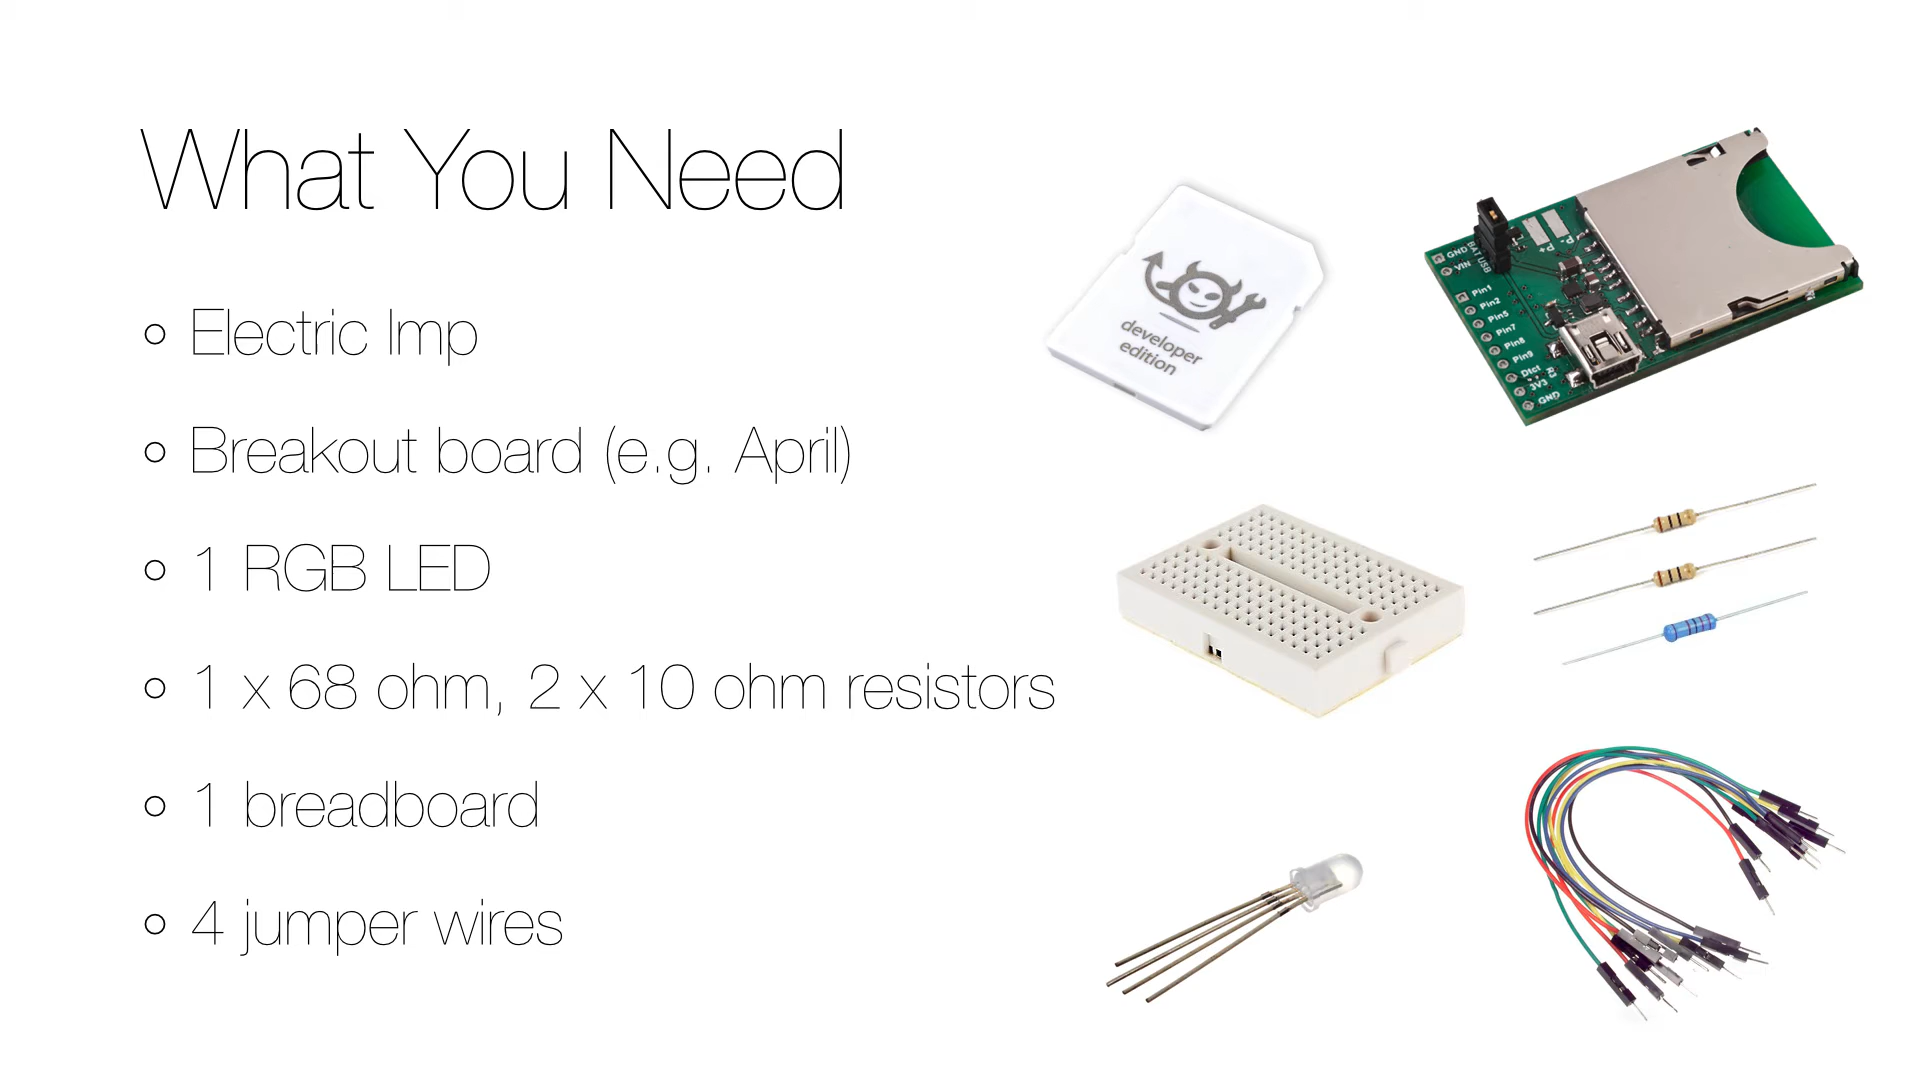 What You Need
Electric Imp
Breakout board (e.g. April)
1 RGB LED
1 x 68 ohm, 2 x 10 ohm resistors
1 breadboard
4 jumper wires
developer
edition
GND
VIN
BAT USB
P+
P-
Pin1
Pin2
Pin5
Pin7
Pin8
Pin9
Dtct
3V3
GND